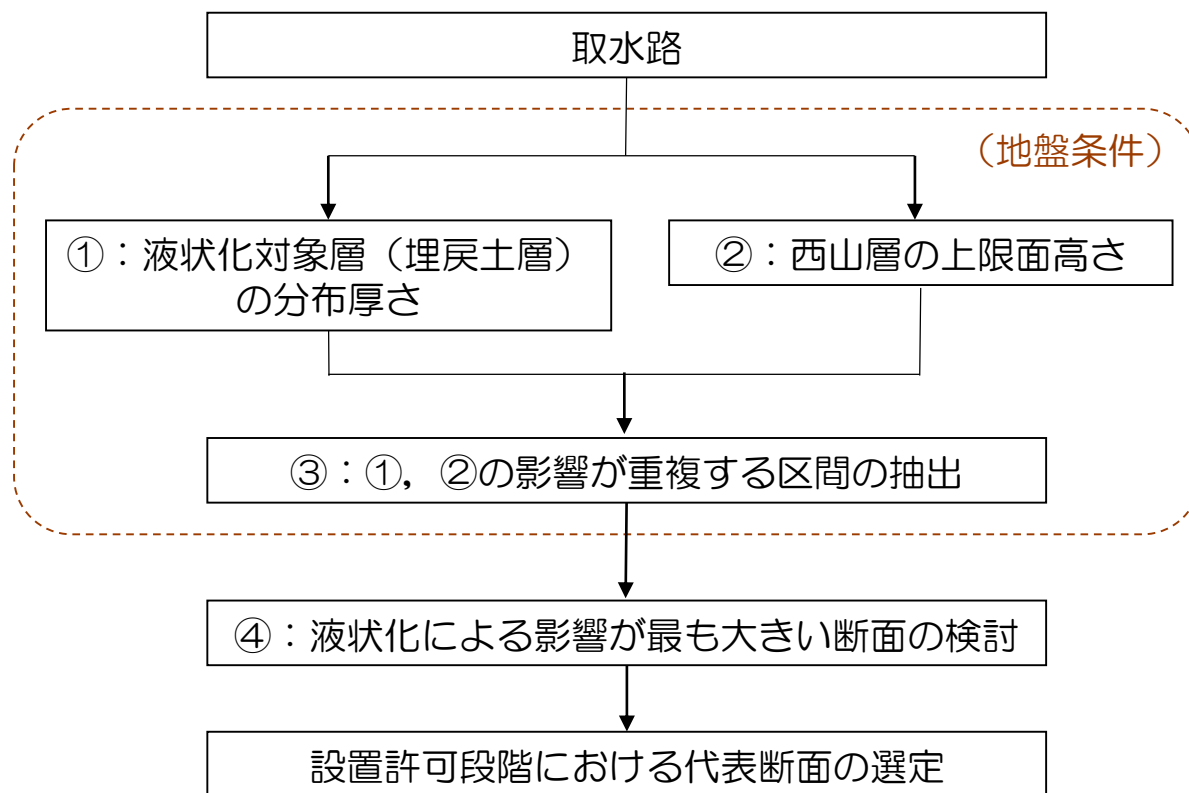 取水路
（地盤条件）
①：液状化対象層（埋戻土層）
の分布厚さ
②：西山層の上限面高さ
③：①，②の影響が重複する区間の抽出
④：液状化による影響が最も大きい断面の検討
設置許可段階における代表断面の選定